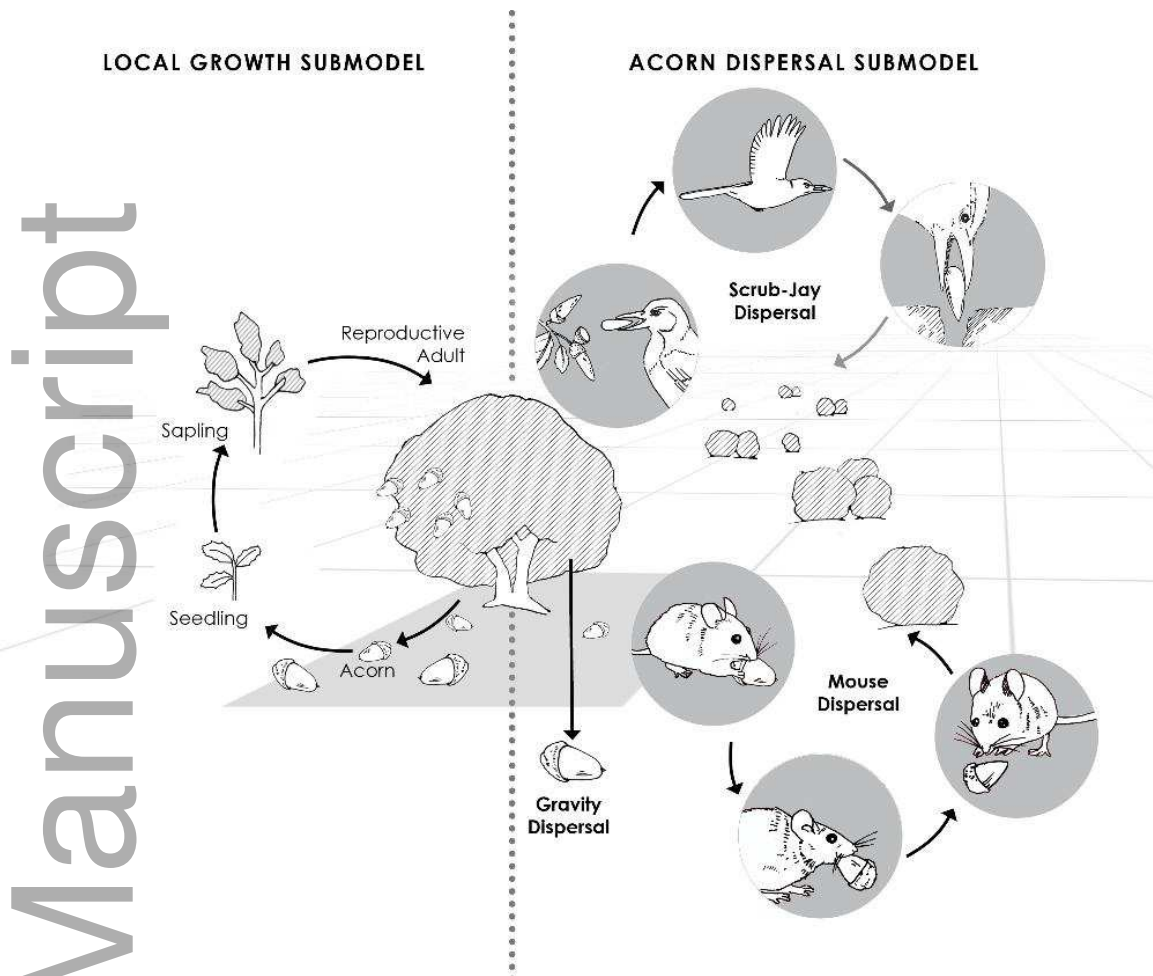 LOCAL GROWTH SUBMODEL
ACORN DISPERSAL SUBMODEL
Manuscript
Scrub-Jay
Dispersal
Reproductive
Adult
Sapling
Seedling
Acorn
Mouse
Dispersal
Gravity
Dispersal